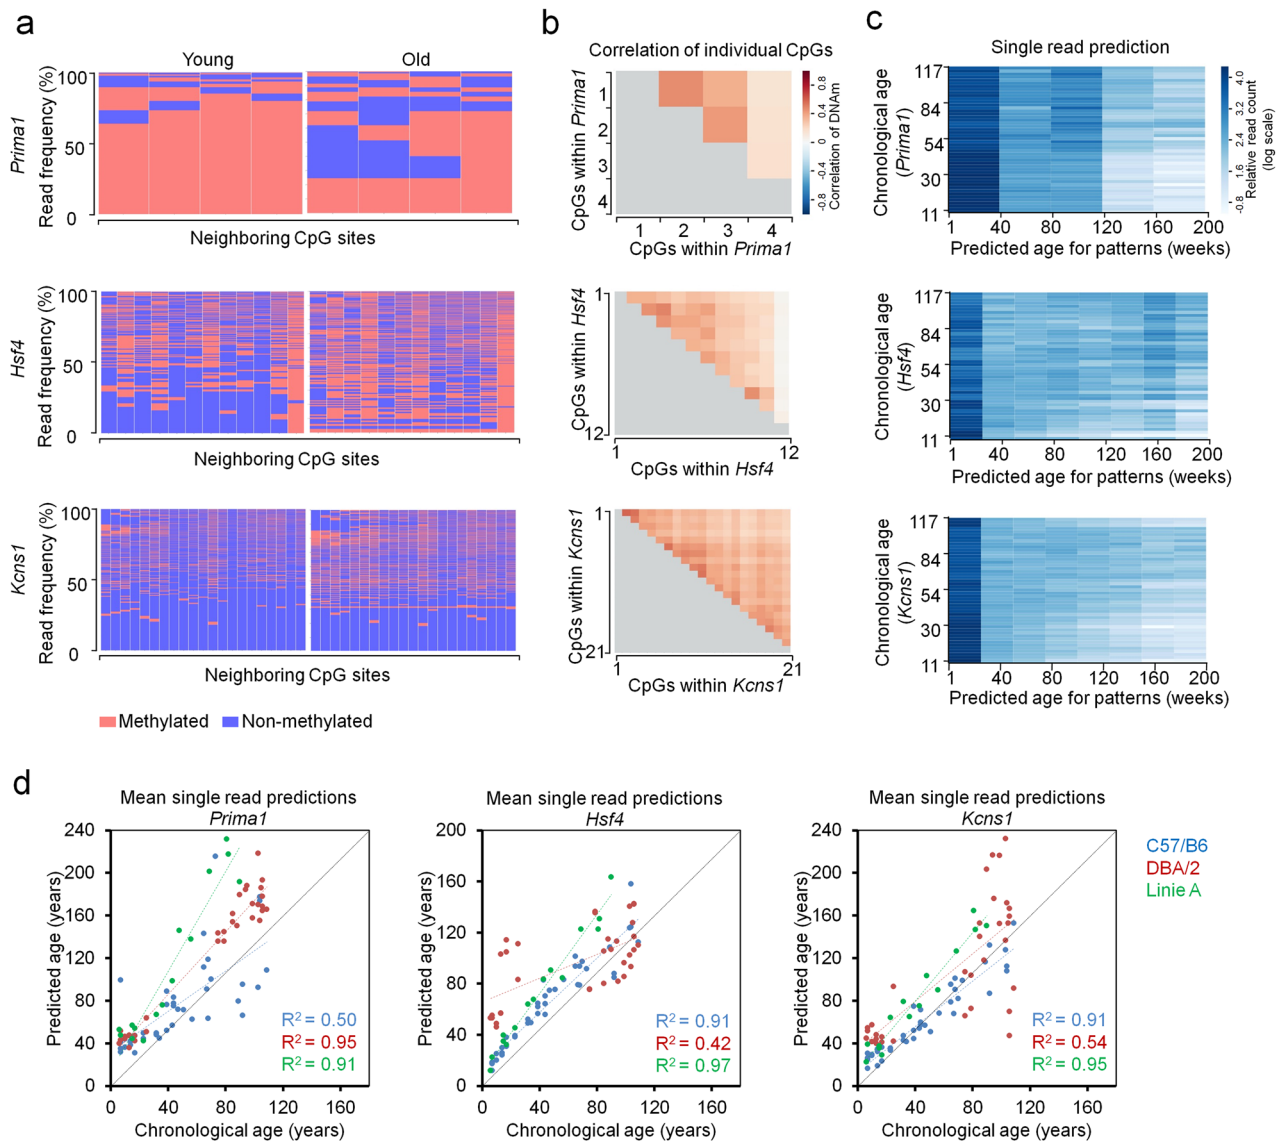 a
Young
Old
Prima1
Read frequency (%)
100
50
0
Neighboring CpG sites
Hsf4
Read frequency (%)
100
50
0
Neighboring CpG sites
Kcns1
Read frequency (%)
100
50
0
Neighboring CpG sites
Methylated
Non-methylated
b
Correlation of individual CpGs
CpGs within Prima1
1
2
3
4
1 2 3 4
CpGs within Prima1
0.8
0.4
0
-0.4
-0.8
Correlation of DNAm
CpGs within Hsf4
1
12
1 12
CpGs within Hsf4
CpGs within Kcns1
1
21
1 21
CpGs within Kcns1
c
Single read prediction
Chronological age
(Prima1)
117
84
54
30
11
1 40 80 120 160 200
Predicted age for patterns (weeks)
4.0
3.2
2.4
1.6
-0.8
Relative read count
(log scale)
Chronological age
(Hsf4)
117
84
54
30
11
1 40 80 120 160 200
Predicted age for patterns (weeks)
Chronological age
(Kcns1)
117
84
54
30
11
1 40 80 120 160 200
Predicted age for patterns (weeks)
d
Mean single read predictions
Prima1
Predicted age (years)
240
200
160
120
80
40
0
R² = 0.50
R² = 0.95
R² = 0.91
0 40 80 120 160
Chronological age (years)
Mean single read predictions
Hsf4
Predicted age (years)
200
160
120
80
40
0
R² = 0.91
R² = 0.42
R² = 0.97
0 40 80 120 160
Chronological age (years)
Mean single read predictions
Kcns1
Predicted age (years)
240
200
160
120
80
40
0
R² = 0.91
R² = 0.54
R² = 0.95
0 40 80 120 160
Chronological age (years)
C57/B6
DBA/2
Linie A